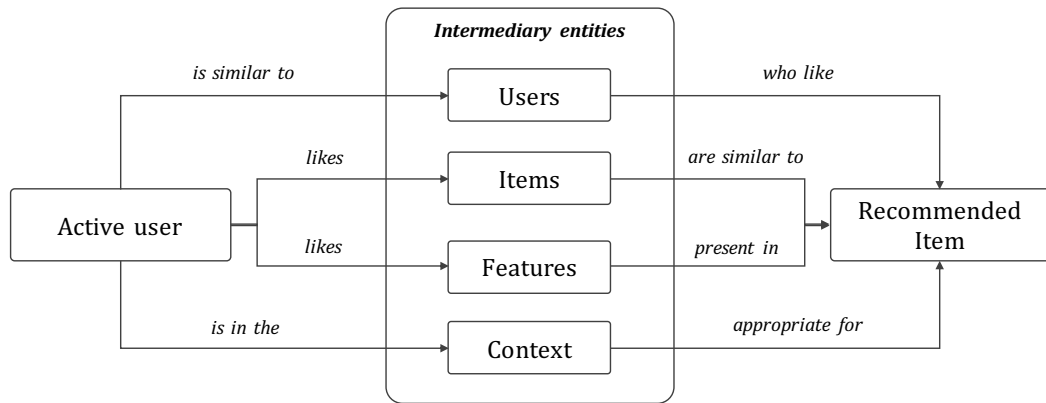 Intermediary entities
is similar to
Users
who like
likes
Items
are similar to
Active user
Recommended
Item
likes
Features
present in
is in the
Context
appropriate for